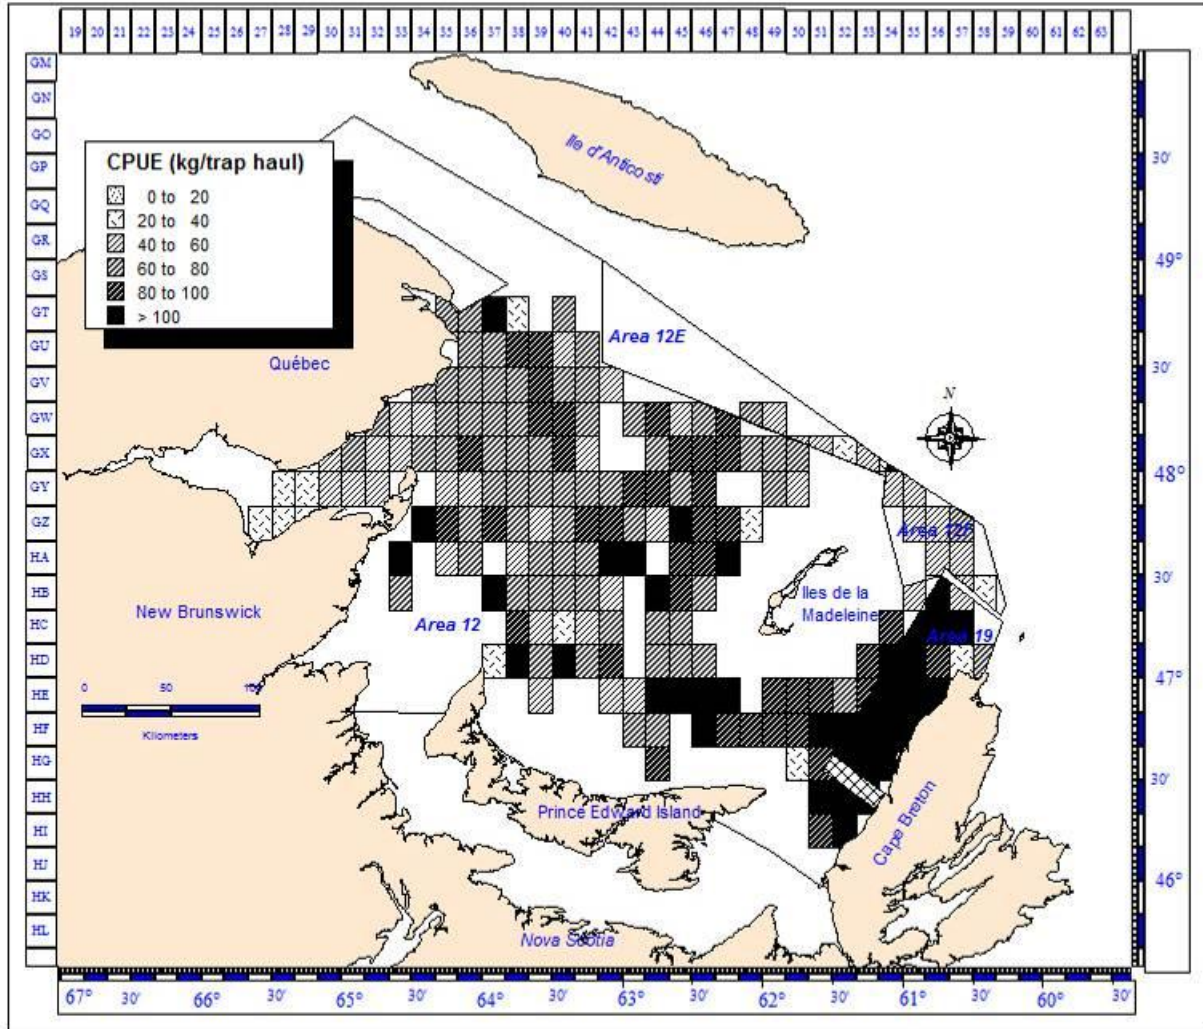 19 20 21 22 23 24 25 26 27 28 29 30 31 32 33 34 35 36 37 38 39 40 41 42 43 44 45 46 47 48 49 50 51 52 53 54 55 56 57 58 59 60 61 62 63
GM
GN
GO
GP
GQ
GR
GS
GT
GU
GV
GW
GX
GY
GZ
HA
HB
HC
HD
HE
HF
HG
HH
HI
HJ
HK
HL
CPUE (kg/trap haul)
0 to 20
20 to 40
40 to 60
60 to 80
80 to 100
> 100
Ile d'Anticosti
Québec
Area 12E
N
Area 12F
Iles de la
Madeleine
New Brunswick
Area 12
Area 19
0 50 100
Kilometers
Prince Edward Island
Cape Breton
Nova Scotia
30'
49°
30'
48°
30'
47°
30'
46°
67° 30' 66° 30' 65° 30' 64° 30' 63° 30' 62° 30' 61° 30' 60° 30'